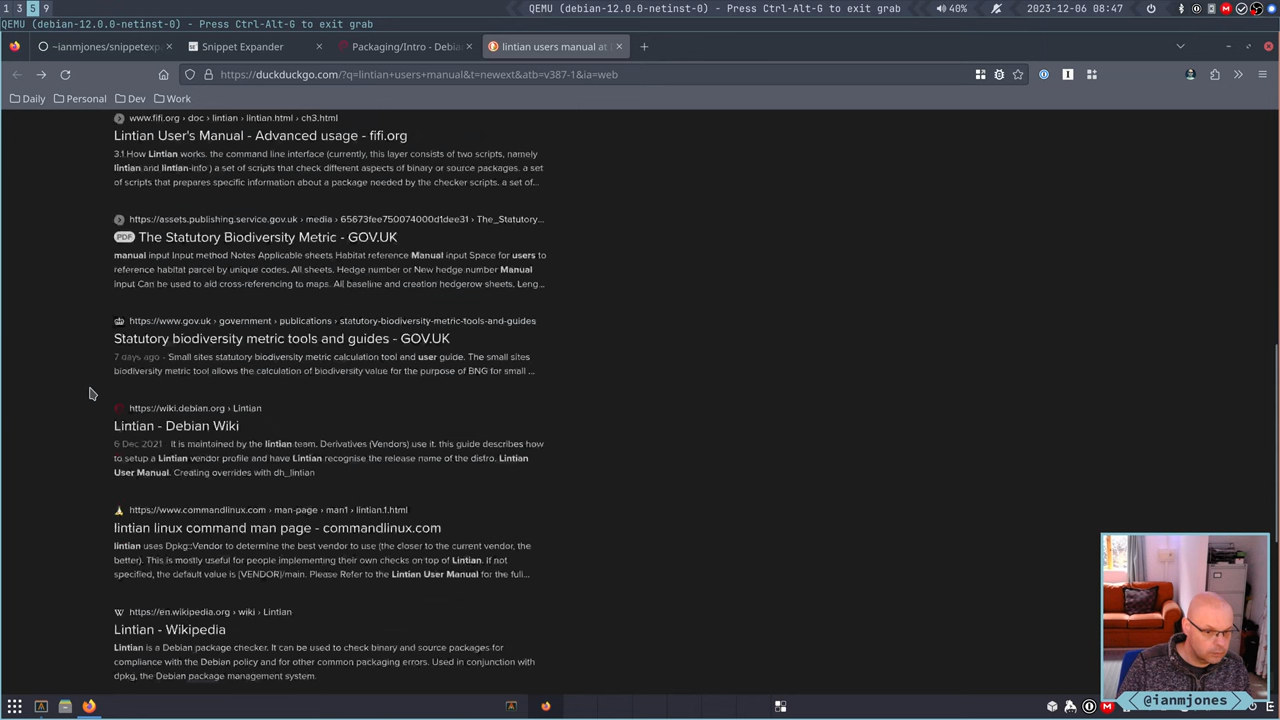 1 3 5 9
QEMU (debian-12.0.0-netinst-0) - Press Ctrl-Alt-G to exit grab
40%
2023-12-06 08:47
QEMU (debian-12.0.0-netinst-0) - Press Ctrl-Alt-G to exit grab
~ianmjones/snippetexp
Snippet Expander
Packaging/Intro - Debia
lintian users manual at
https://duckduckgo.com/?q=lintian+users+manual&t=newext&atb=v387-1&ia=web
Daily
Personal
Dev
Work
www.fifi.org › doc › lintian › lintian.html › ch3.html
Lintian User's Manual - Advanced usage - fifi.org
3.1 How Lintian works. the command line interface (currently, this layer consists of two scripts, namely
lintian and lintian-info ) a set of scripts that check different aspects of binary or source packages. a set
of scripts that prepares specific information about a package needed by the checker scripts. a set of...
https://assets.publishing.service.gov.uk › media › 65673fee750074000d1dee31 › The_Statutory...
PDF The Statutory Biodiversity Metric - GOV.UK
manual input Input method Notes Applicable sheets Habitat reference Manual input Space for users to
reference habitat parcel by unique codes. All sheets. Hedge number or New hedge number Manual
input Can be used to aid cross-referencing to maps. All baseline and creation hedgerow sheets. Leng...
https://www.gov.uk › government › publications › statutory-biodiversity-metric-tools-and-guides
Statutory biodiversity metric tools and guides - GOV.UK
7 days ago - Small sites statutory biodiversity metric calculation tool and user guide. The small sites
biodiversity metric tool allows the calculation of biodiversity value for the purpose of BNG for small ...
https://wiki.debian.org › Lintian
Lintian - Debian Wiki
6 Dec 2021 It is maintained by the lintian team. Derivatives (Vendors) use it. this guide describes how
to setup a Lintian vendor profile and have Lintian recognise the release name of the distro. Lintian
User Manual. Creating overrides with dh_lintian
https://www.commandlinux.com › man-page › man1 › lintian.1.html
lintian linux command man page - commandlinux.com
lintian uses Dpkg::Vendor to determine the best vendor to use (the closer to the current vendor, the
better). This is mostly useful for people implementing their own checks on top of Lintian. If not
specified, the default value is {VENDOR}/main. Please Refer to the Lintian User Manual for the full...
https://en.wikipedia.org › wiki › Lintian
Lintian - Wikipedia
Lintian is a Debian package checker. It can be used to check binary and source packages for
compliance with the Debian policy and for other common packaging errors. Used in conjunction with
dpkg, the Debian package management system.
@ianmjones